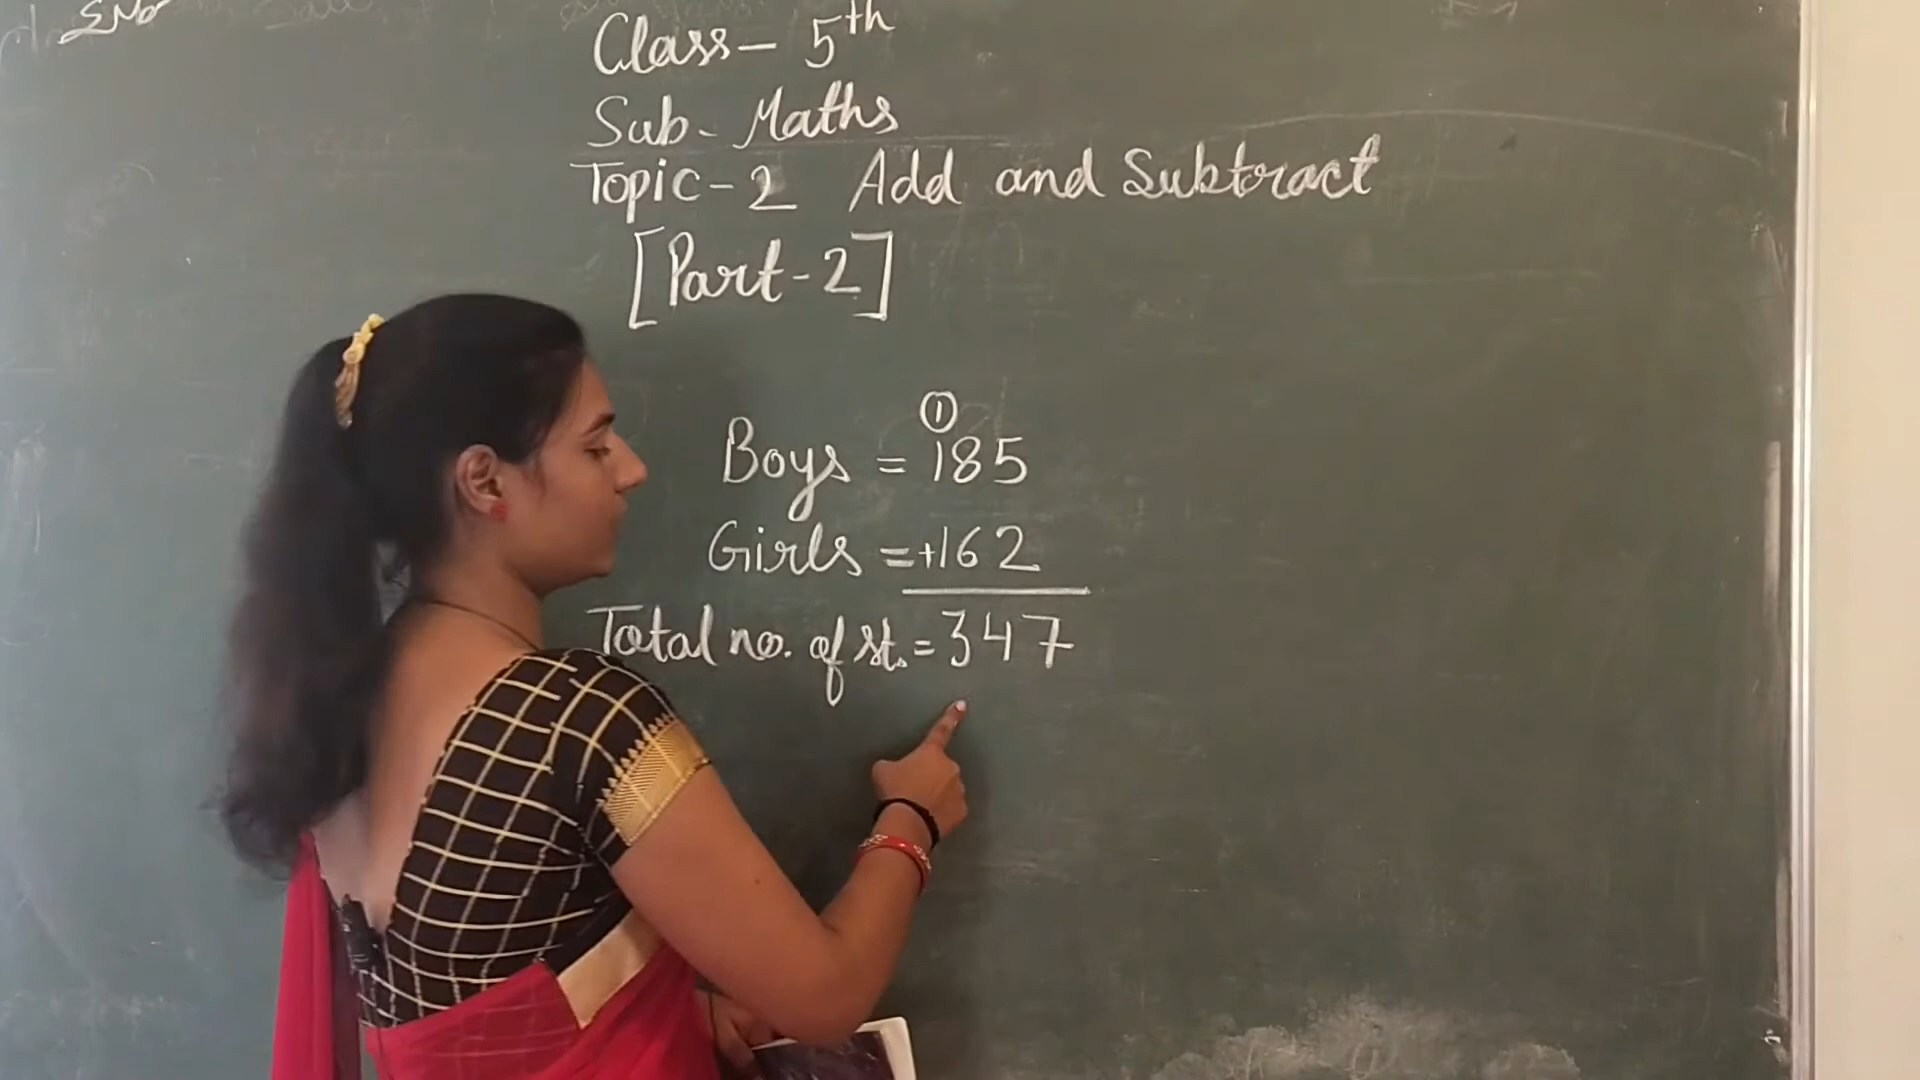 SNo
Class - 5th
Sub - Maths
Topic - 2 Add and Subtract
[Part - 2]
①
Boys = 185
Girls = +162
Total no. of st. = 347